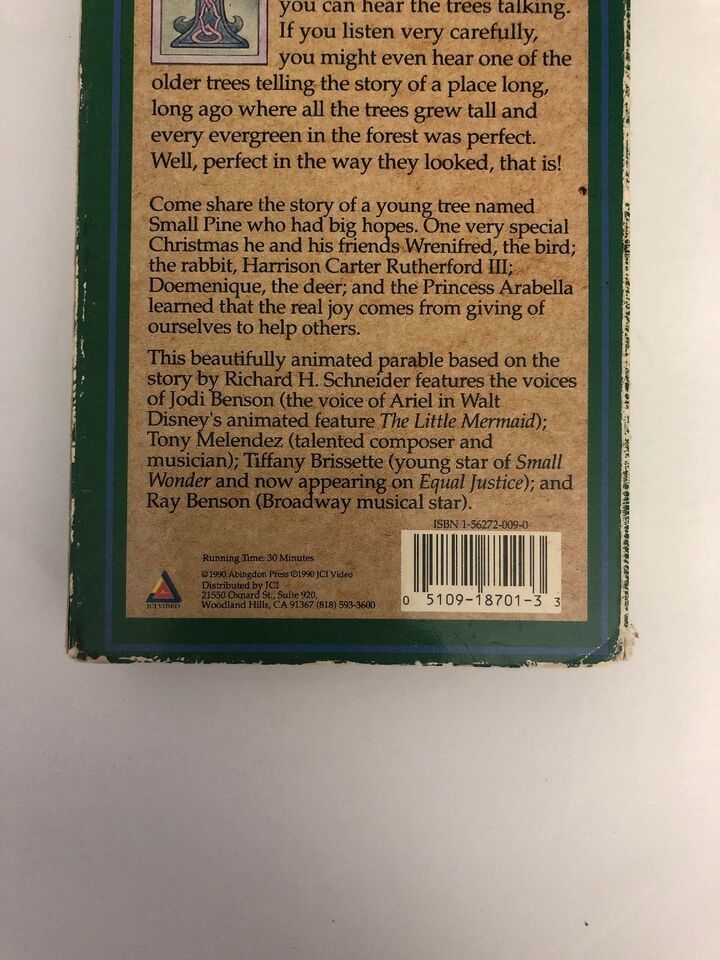 you can hear the trees talking.
If you listen very carefully,
you might even hear one of the
older trees telling the story of a place long,
long ago where all the trees grew tall and
every evergreen in the forest was perfect.
Well, perfect in the way they looked, that is!
Come share the story of a young tree named
Small Pine who had big hopes. One very special
Christmas he and his friends Wrenifred, the bird;
the rabbit, Harrison Carter Rutherford III;
Doemenique, the deer; and the Princess Arabella
learned that the real joy comes from giving of
ourselves to help others.
This beautifully animated parable based on the
story by Richard H. Schneider features the voices
of Jodi Benson (the voice of Ariel in Walt
Disney's animated feature The Little Mermaid);
Tony Melendez (talented composer and
musician); Tiffany Brissette (young star of Small
Wonder and now appearing on Equal Justice); and
Ray Benson (Broadway musical star).
ISBN 1-56272-009-0
Running Time: 30 Minutes
©1990 Abingdon Press ©1990 JCI Video
Distributed by JCI
21550 Oxnard St., Suite 920,
Woodland Hills, CA 91367 (818) 593-3600
JCI VIDEO
0 5109-18701-3 3